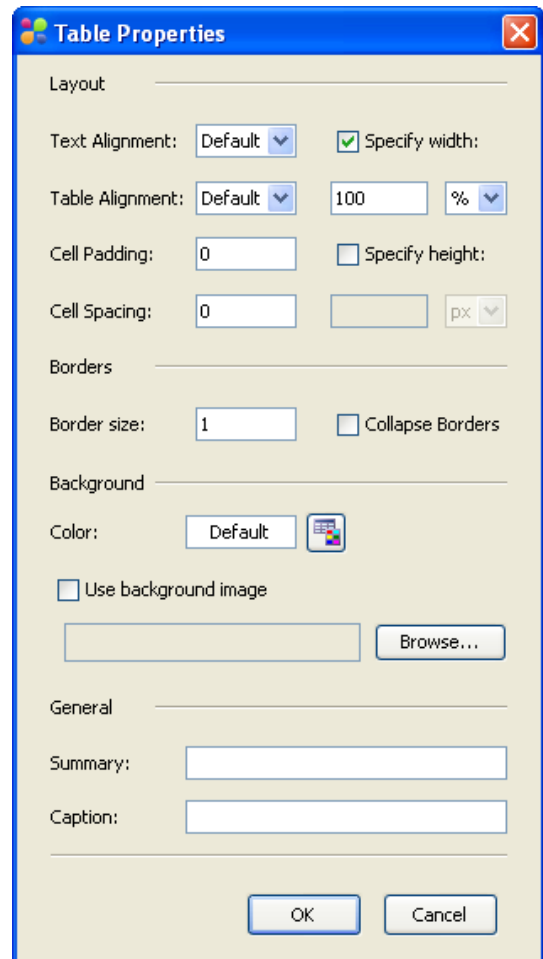 Table Properties
Layout
Text Alignment: Default Specify width:
Table Alignment: Default 100 %
Cell Padding: 0 Specify height:
Cell Spacing: 0 px
Borders
Border size: 1 Collapse Borders
Background
Color: Default
Use background image
Browse...
General
Summary:
Caption:
OK Cancel